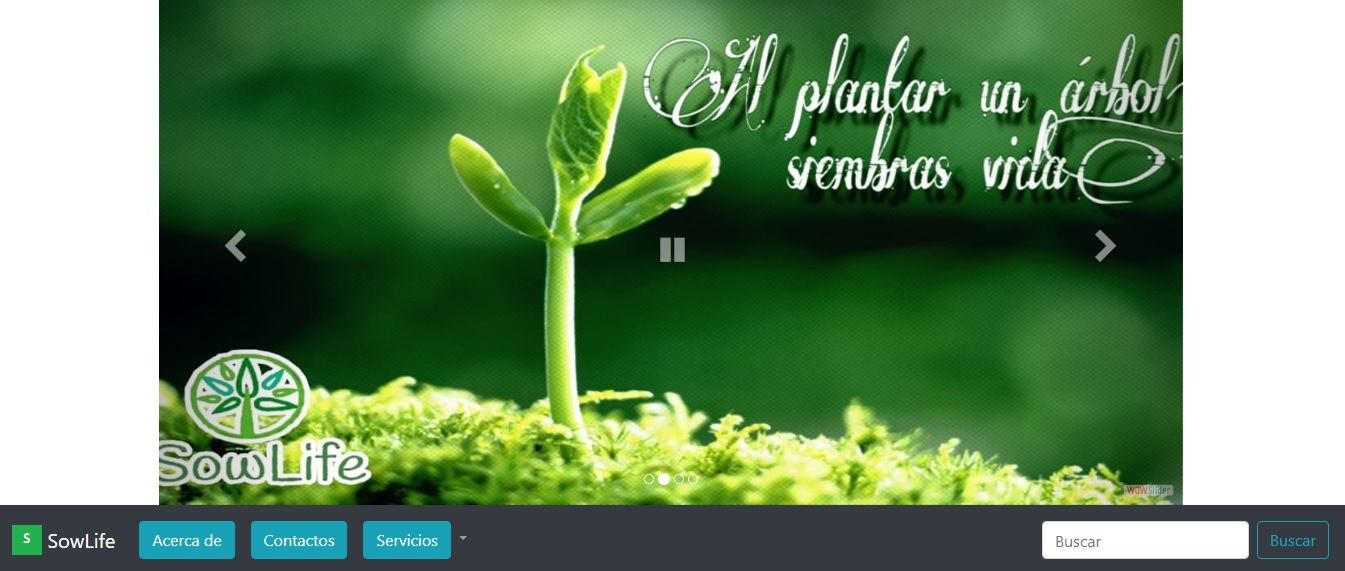 Al plantar un árbol
siembras vida
SowLife
WOWSlider
S SowLife Acerca de Contactos Servicios Buscar Buscar